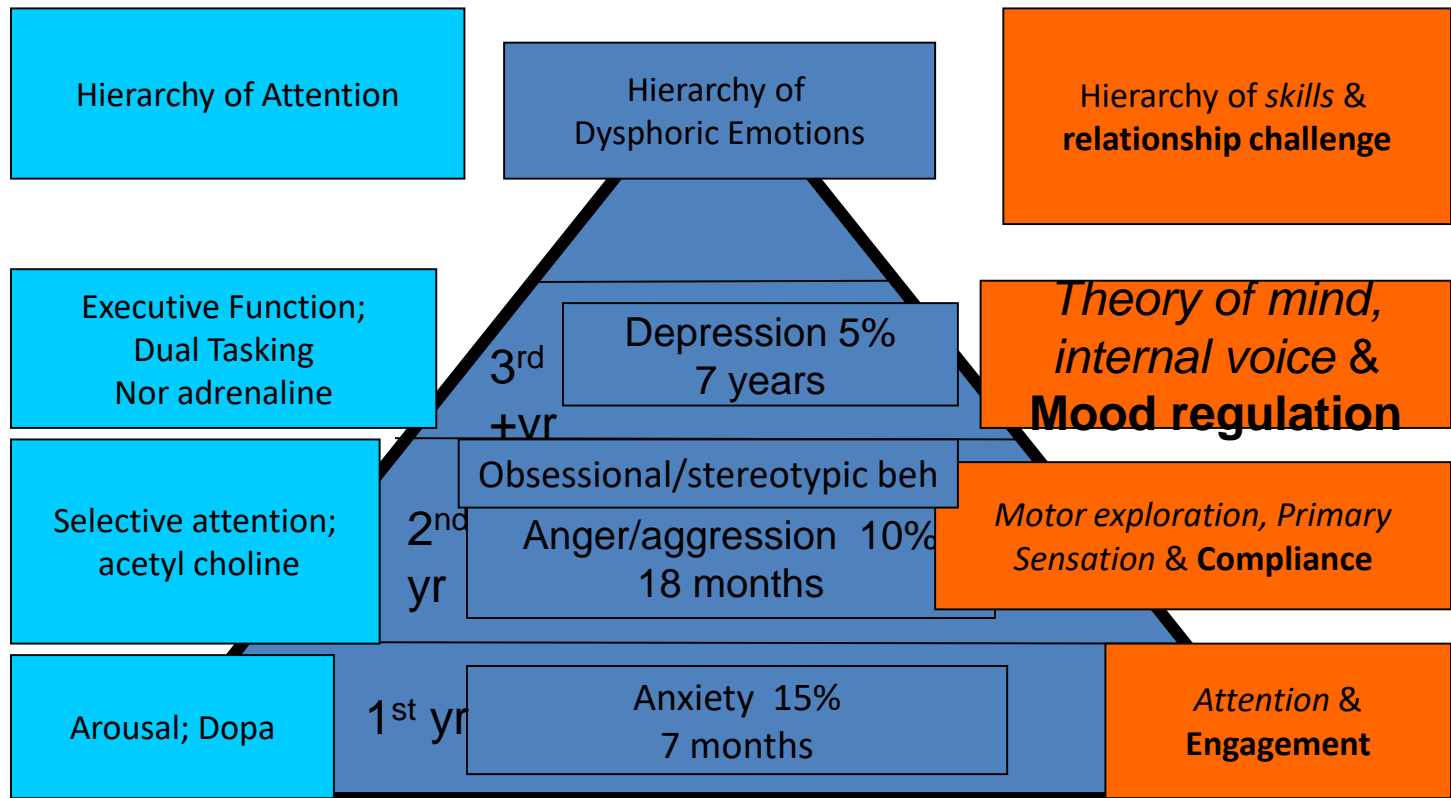 Hierarchy of Attention
Hierarchy of
Dysphoric Emotions
Hierarchy of skills &
relationship challenge
Executive Function;
Dual Tasking
Nor adrenaline
3rd
+yr
Depression 5%
7 years
Theory of mind,
internal voice &
Mood regulation
Selective attention;
acetyl choline
2nd
yr
Obsessional/stereotypic beh
Anger/aggression 10%
18 months
Motor exploration, Primary
Sensation & Compliance
Arousal; Dopa
1st yr
Anxiety 15%
7 months
Attention &
Engagement